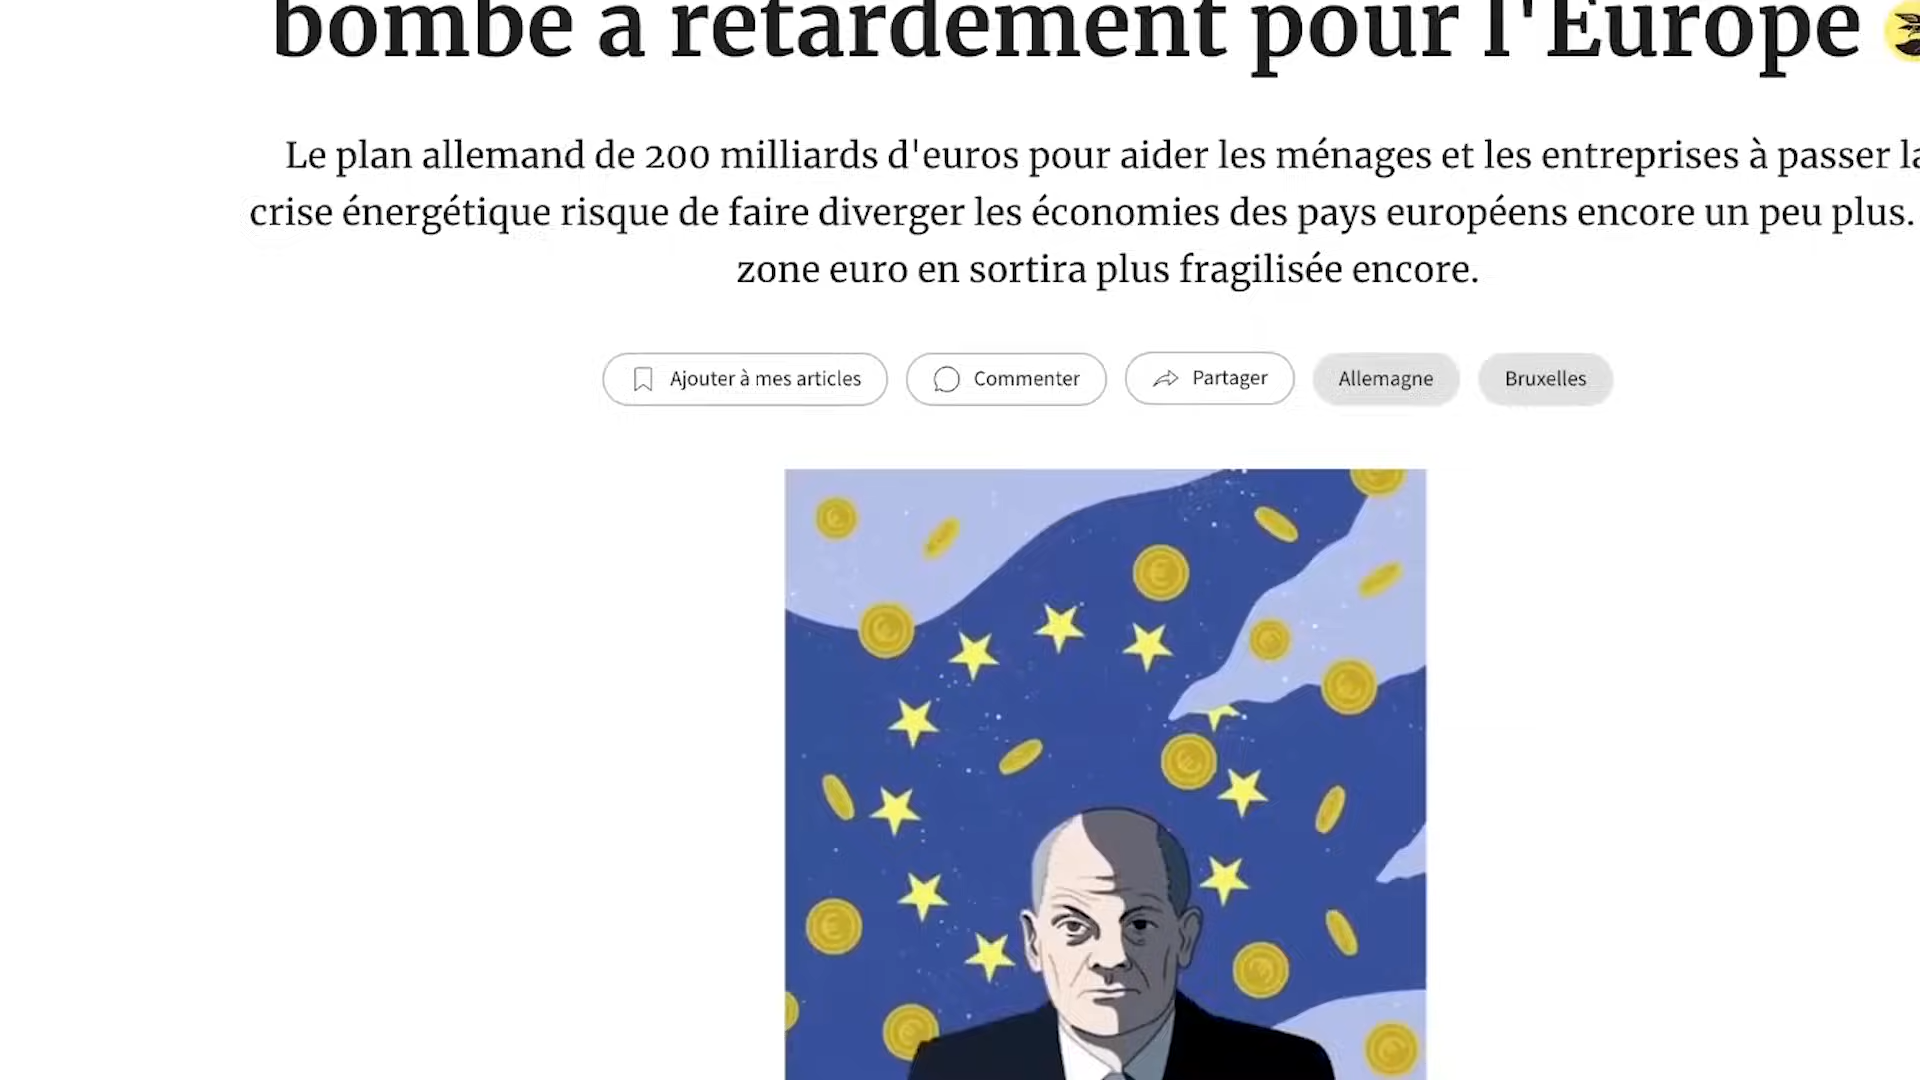 bombe à retardement pour l'Europe
Le plan allemand de 200 milliards d'euros pour aider les ménages et les entreprises à passer la
crise énergétique risque de faire diverger les économies des pays européens encore un peu plus.
zone euro en sortira plus fragilisée encore.
Ajouter à mes articles
Commenter
Partager
Allemagne
Bruxelles